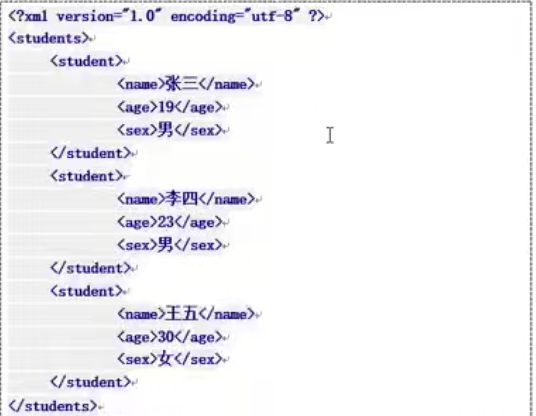 <?xml version="1.0" encoding="utf-8" ?>
<students>
<student>
<name>张三</name>
<age>19</age>
<sex>男</sex>
</student>
<student>
<name>李四</name>
<age>23</age>
<sex>男</sex>
</student>
<student>
<name>王五</name>
<age>30</age>
<sex>女</sex>
</student>
</students>